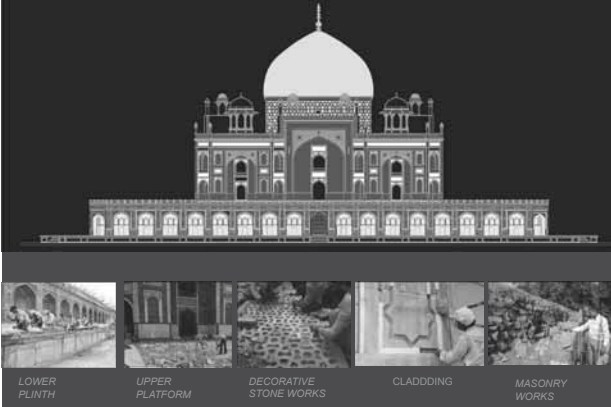 LOWER
PLINTH
UPPER
PLATFORM
DECORATIVE
STONE WORKS
CLADDDING
MASONRY
WORKS